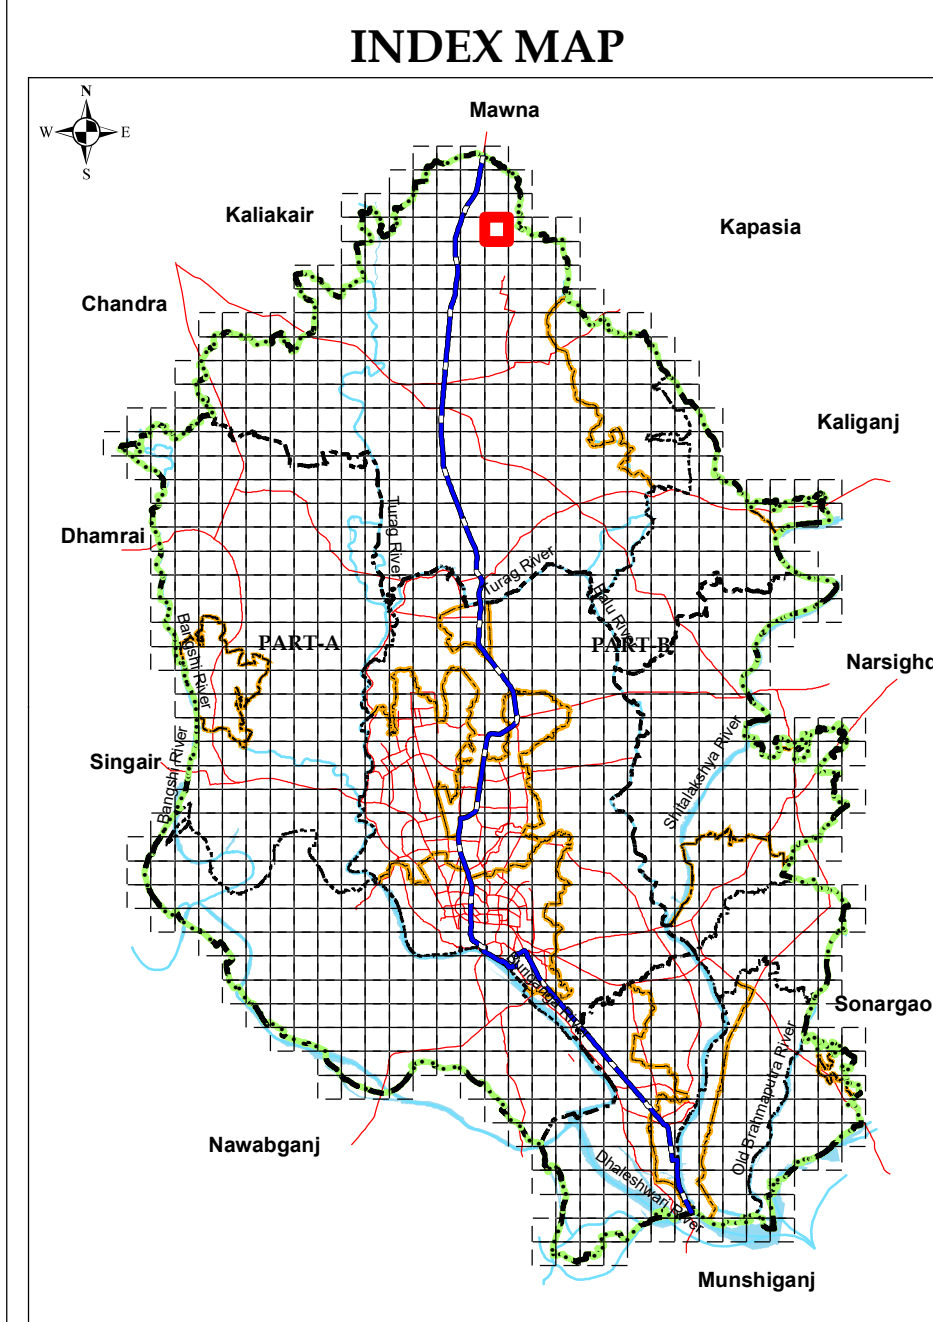 INDEX MAP
N
W
E
S
Mawna
Kaliakair
Kapasia
Chandra
Kaliganj
Dhamrai
Turag River
Turag River
Balu River
Bangshi River
PART-A
PART-B
Narsighd
Singair
Bangshi River
Shitalakshya River
Buriganga River
Sonargao
Old Brahmaputra River
Nawabganj
Dhaleshwari River
Munshiganj